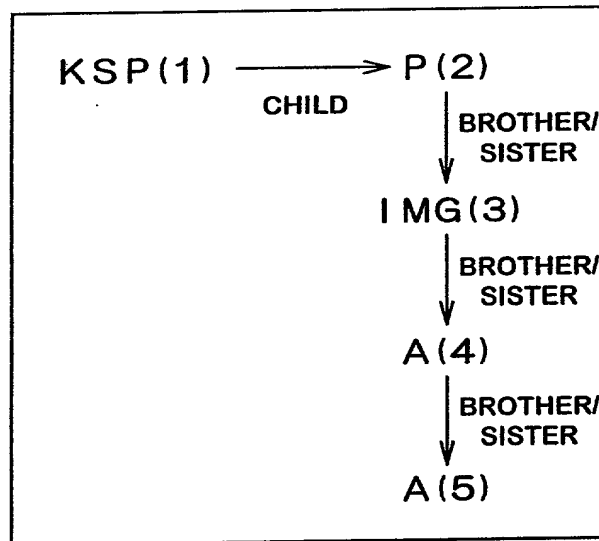 KSP(1)
P(2)
CHILD
BROTHER/
SISTER
IMG(3)
BROTHER/
SISTER
A(4)
BROTHER/
SISTER
A(5)